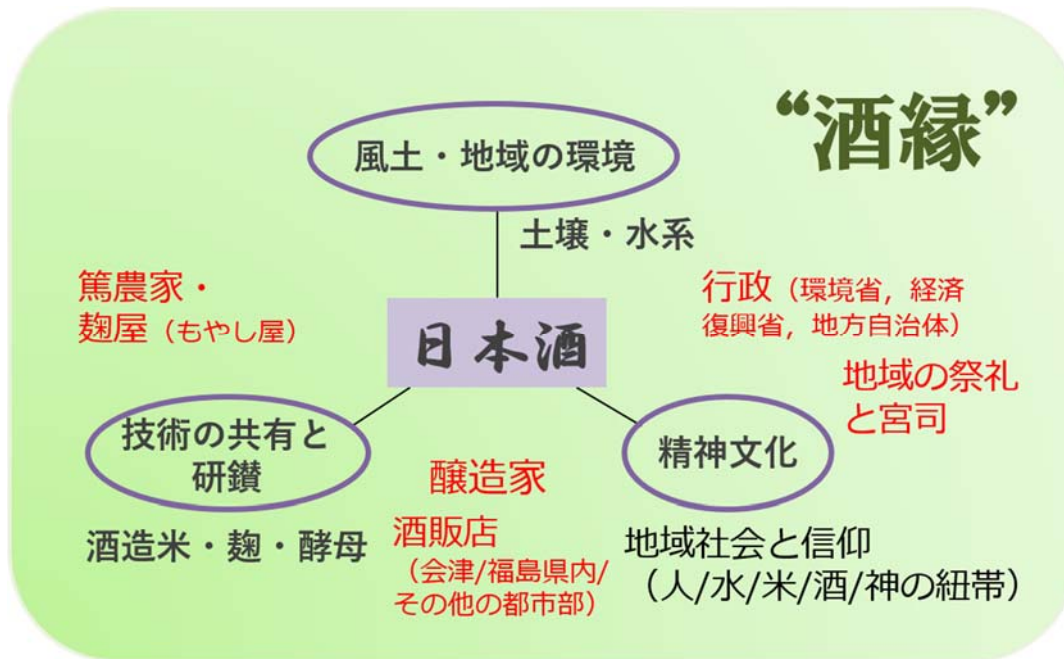 “酒縁”
風土・地域の環境
土壌・水系
篤農家・
麹屋（もやし屋）
行政（環境省，経済
復興省，地方自治体）
日本酒
地域の祭礼
と宮司
技術の共有と
研鑚
精神文化
醸造家
酒造米・麹・酵母
酒販店
（会津/福島県内/
その他の都市部）
地域社会と信仰
（人/水/米/酒/神の紐帯）